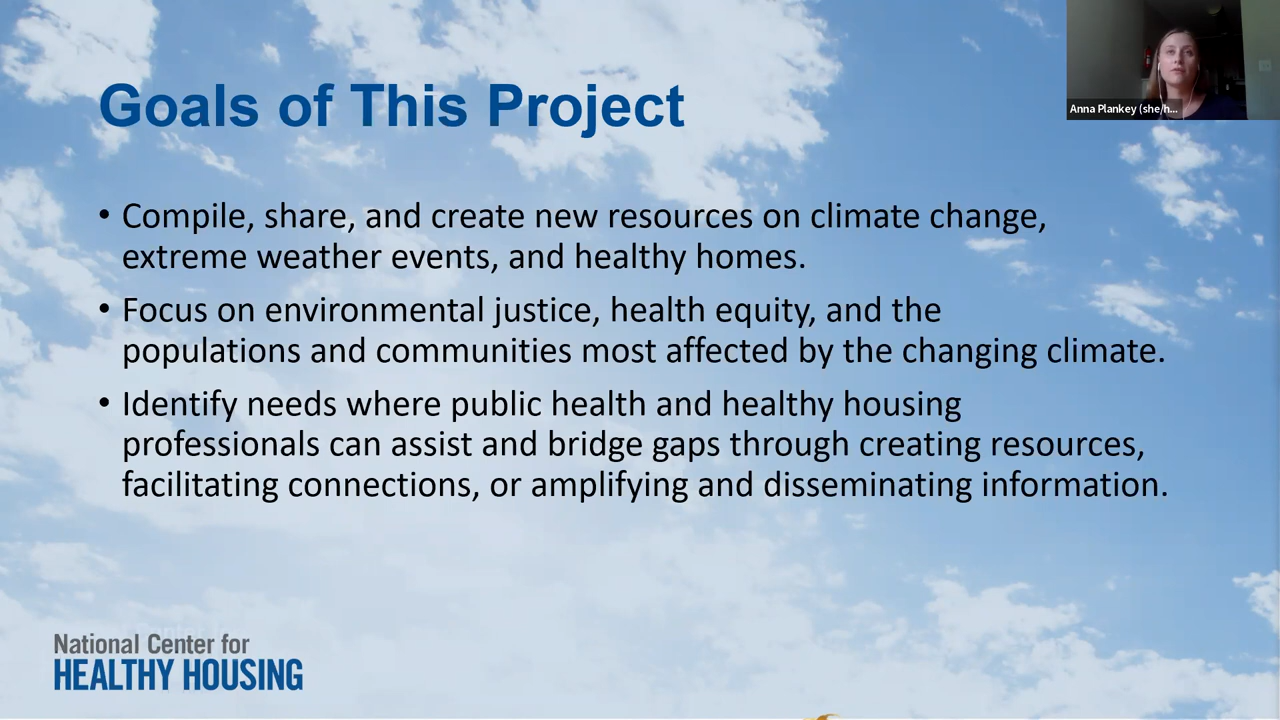 Goals of This Project
Anna Plankey (she/h...
• Compile, share, and create new resources on climate change,
extreme weather events, and healthy homes.
• Focus on environmental justice, health equity, and the
populations and communities most affected by the changing climate.
• Identify needs where public health and healthy housing
professionals can assist and bridge gaps through creating resources,
facilitating connections, or amplifying and disseminating information.
National Center for
HEALTHY HOUSING